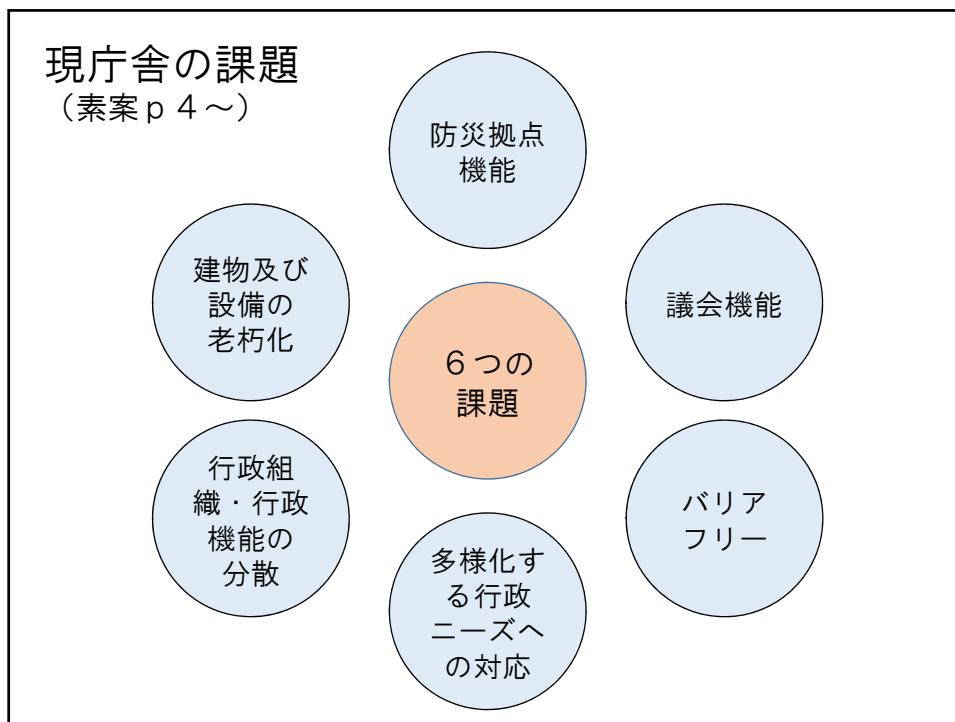 現庁舎の課題
（素案ｐ４～）
防災拠点
機能
建物及び
設備の
老朽化
議会機能
６つの
課題
行政組
織・行政
機能の
分散
バリア
フリー
多様化す
る行政
ニーズへ
の対応